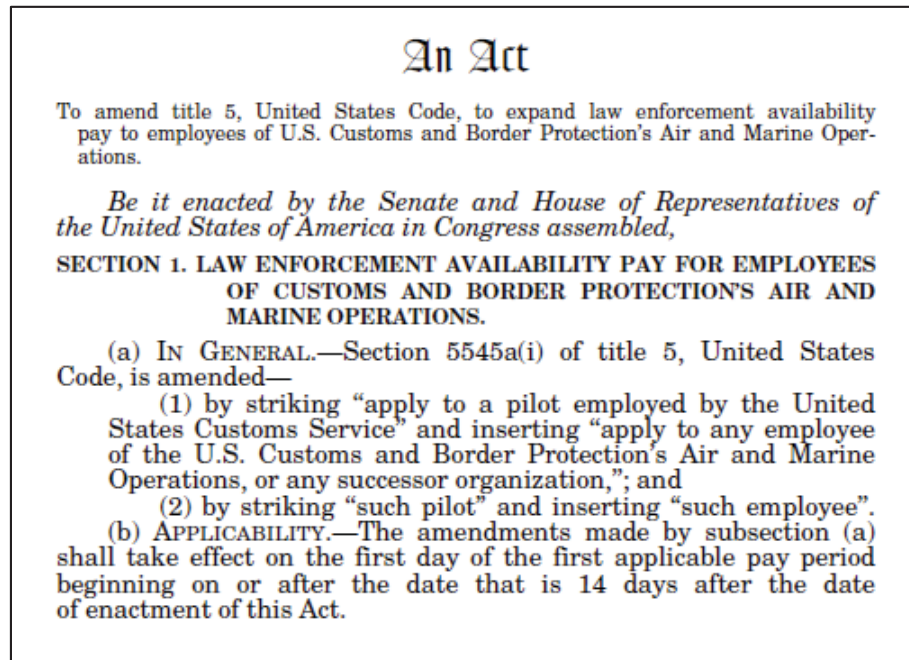 An Act
To amend title 5, United States Code, to expand law enforcement availability
pay to employees of U.S. Customs and Border Protection's Air and Marine Oper-
ations.
Be it enacted by the Senate and House of Representatives of
the United States of America in Congress assembled,
SECTION 1. LAW ENFORCEMENT AVAILABILITY PAY FOR EMPLOYEES
OF CUSTOMS AND BORDER PROTECTION'S AIR AND
MARINE OPERATIONS.
(a) IN GENERAL.—Section 5545a(i) of title 5, United States
Code, is amended—
(1) by striking “apply to a pilot employed by the United
States Customs Service” and inserting “apply to any employee
of the U.S. Customs and Border Protection's Air and Marine
Operations, or any successor organization,”; and
(2) by striking “such pilot” and inserting “such employee”.
(b) APPLICABILITY.—The amendments made by subsection (a)
shall take effect on the first day of the first applicable pay period
beginning on or after the date that is 14 days after the date
of enactment of this Act.